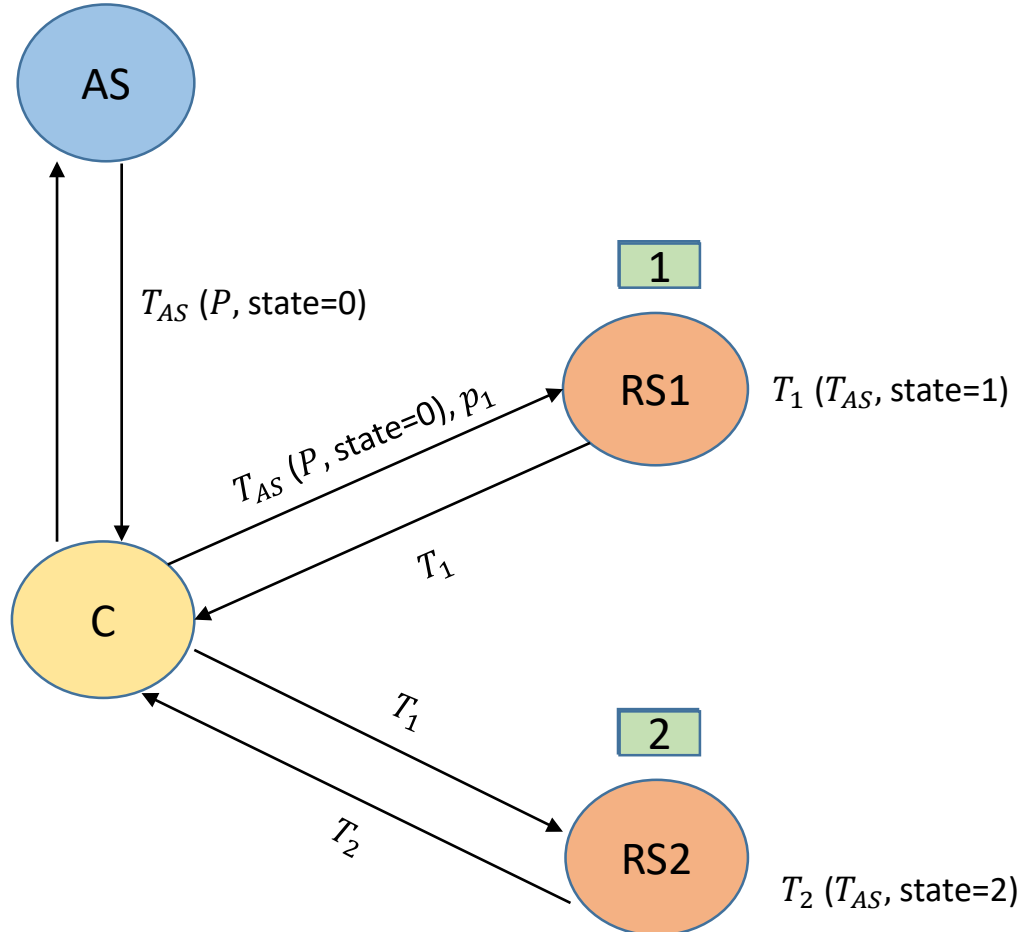 AS
T_AS (P, state=0)
1
RS1
T_1 (T_AS, state=1)
T_AS (P, state=0), p_1
T_1
C
T_1
2
T_2
RS2
T_2 (T_AS, state=2)